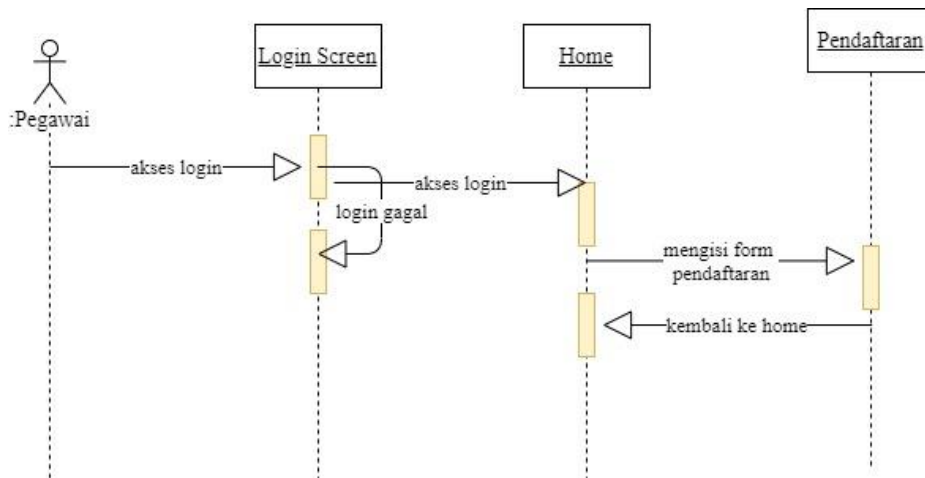 Login Screen
Home
Pendaftaran
:Pegawai
akses login
akses login
login gagal
mengisi form
pendaftaran
kembali ke home